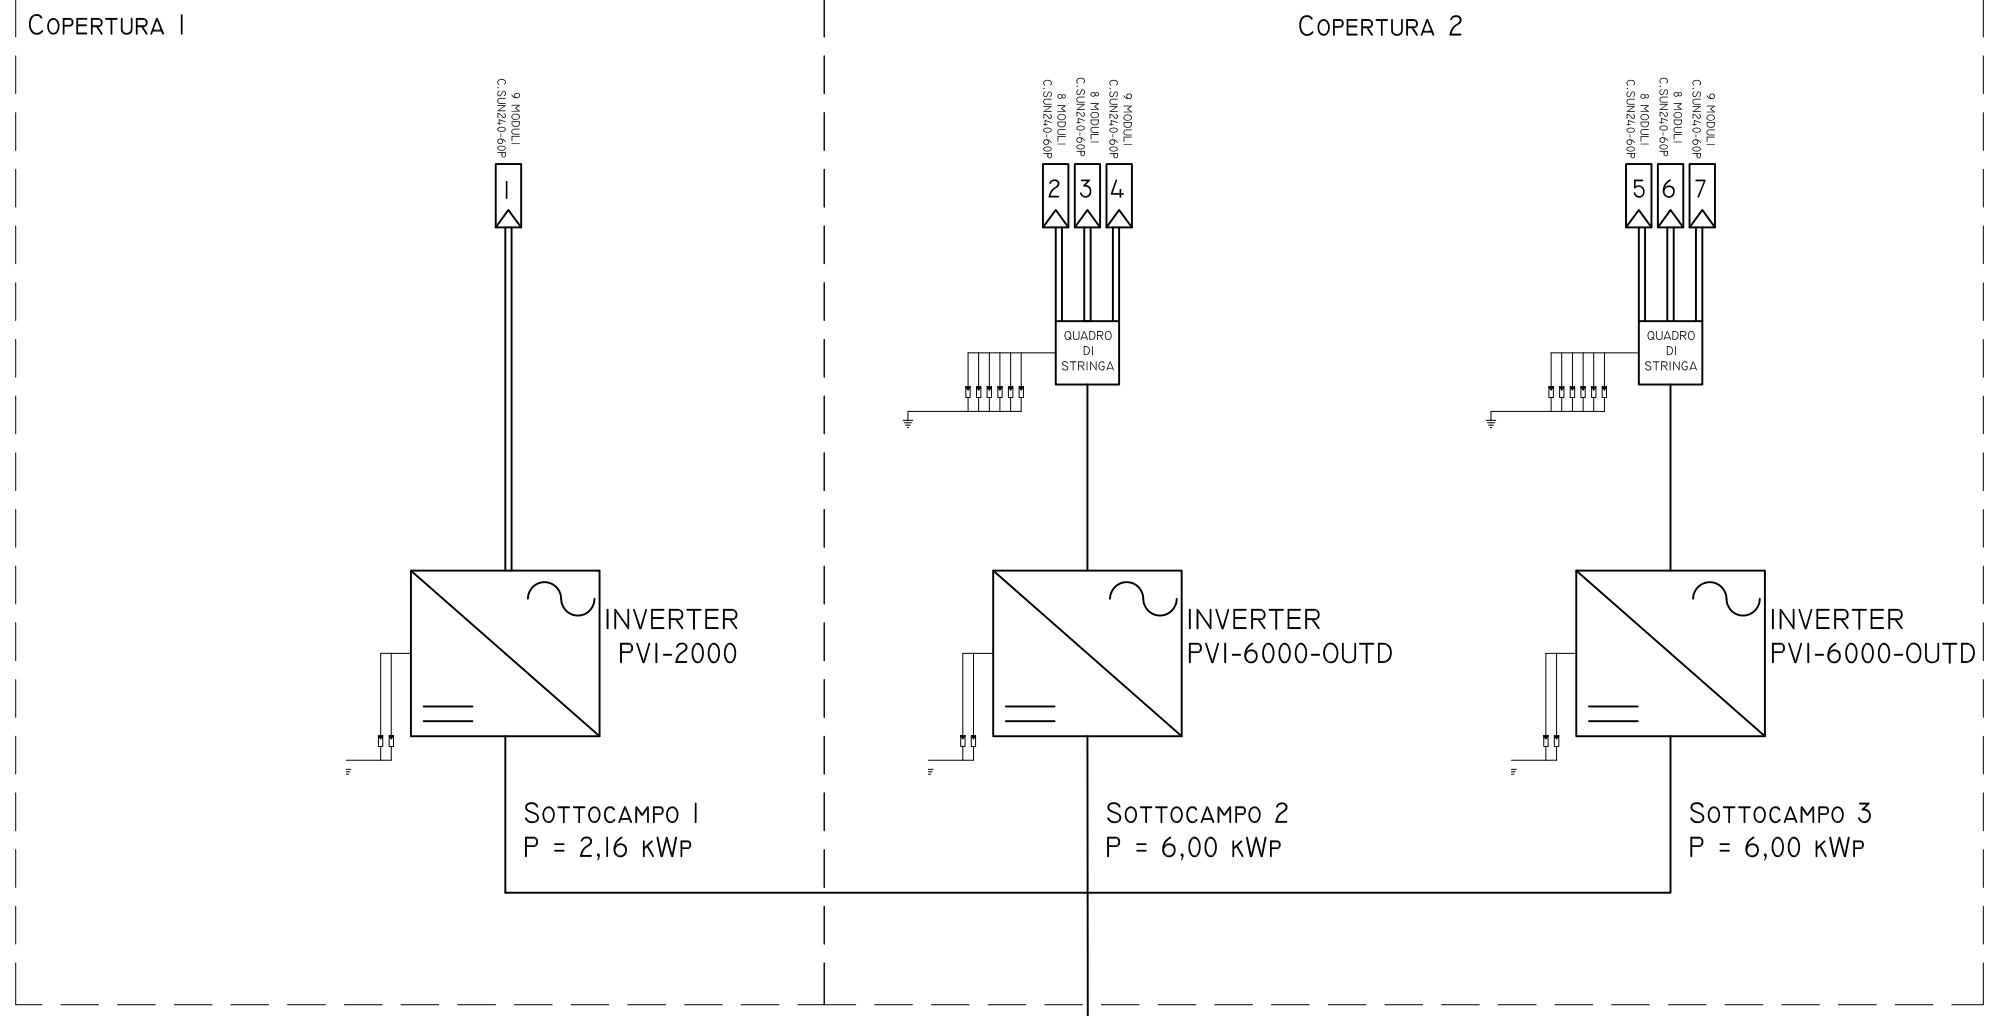 Copertura 1
Copertura 2
9 MODULI
C.SUN240-60P
8 MODULI
C.SUN240-60P
8 MODULI
C.SUN240-60P
9 MODULI
C.SUN240-60P
8 MODULI
C.SUN240-60P
8 MODULI
C.SUN240-60P
9 MODULI
C.SUN240-60P
1
2
3
4
5
6
7
QUADRO
DI
STRINGA
QUADRO
DI
STRINGA
INVERTER
PVI-2000
INVERTER
PVI-6000-OUTD
INVERTER
PVI-6000-OUTD
Sottocampo 1
P = 2,16 kWp
Sottocampo 2
P = 6,00 kWp
Sottocampo 3
P = 6,00 kWp